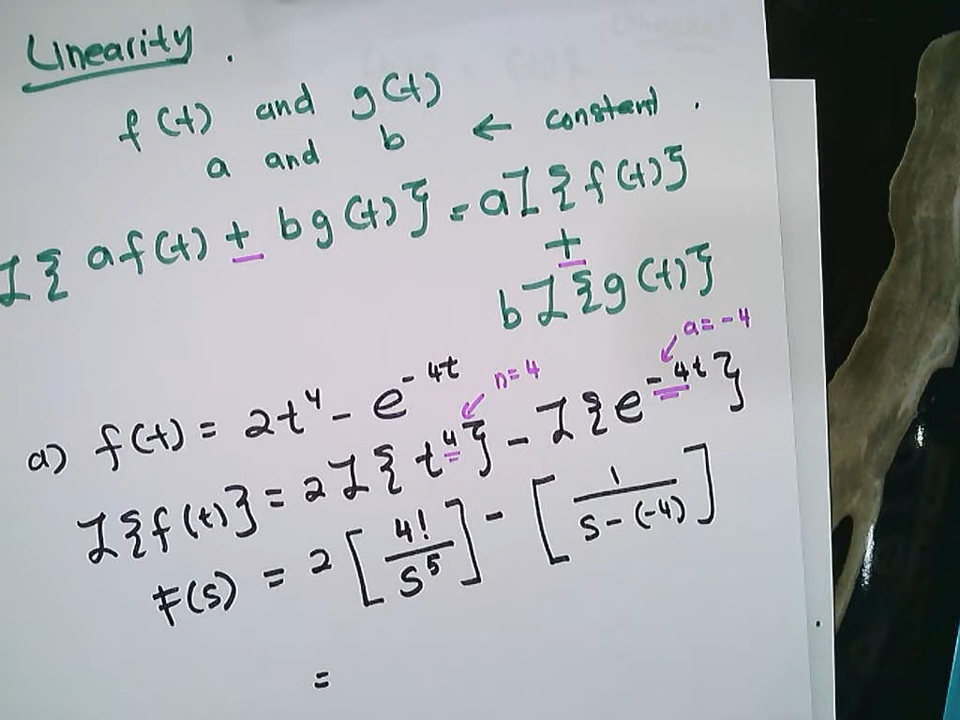 Linearity.
f(t) and g(t)
a and b ← constant.
ℒ{af(t) ± bg(t)} = aℒ{f(t)}
±
bℒ{g(t)}
a = -4
n=4
a) f(t) = 2t⁴ - e^{-4t}
ℒ{f(t)} = 2ℒ{t⁴} - ℒ{e^{-4t}}
F(s) = 2[4!/s⁵] - [1/(s-(-4))]
=